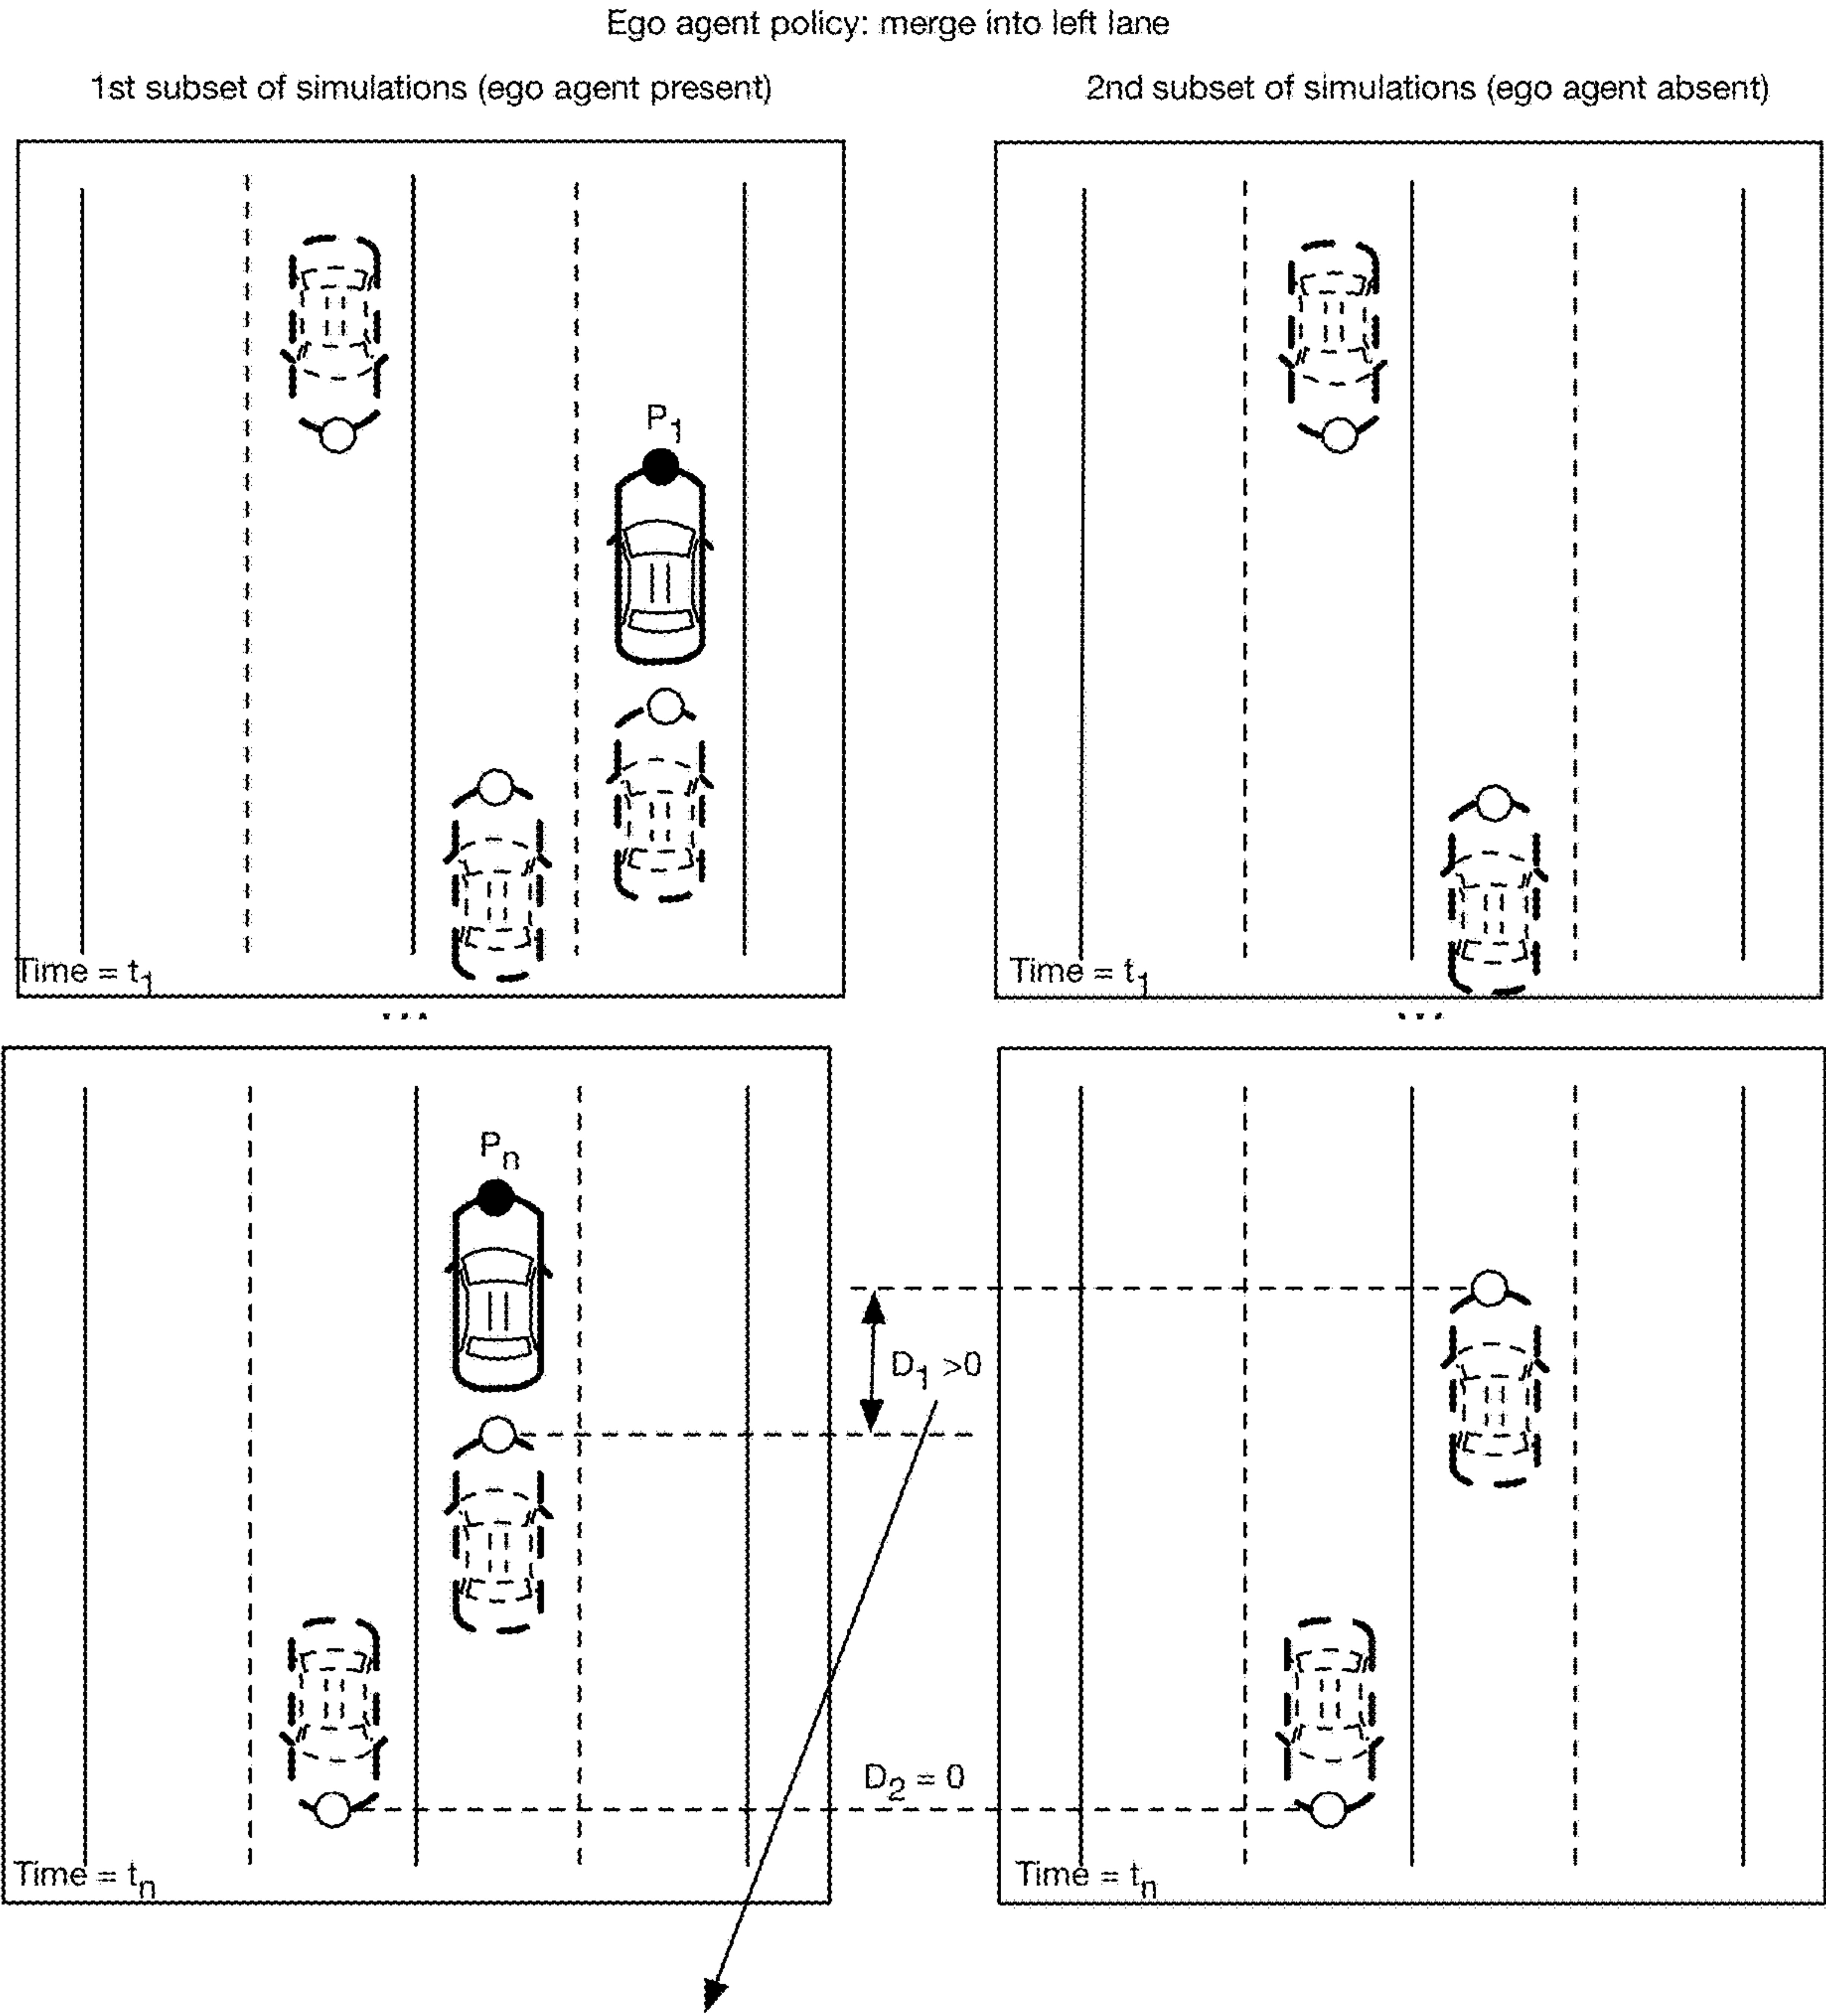 Ego agent policy: merge into left lane
1st subset of simulations (ego agent present)
2nd subset of simulations (ego agent absent)
P1
Time = t1
Time = t1
Pn
D1 >0
D2 = 0
Time = tn
Time = tn